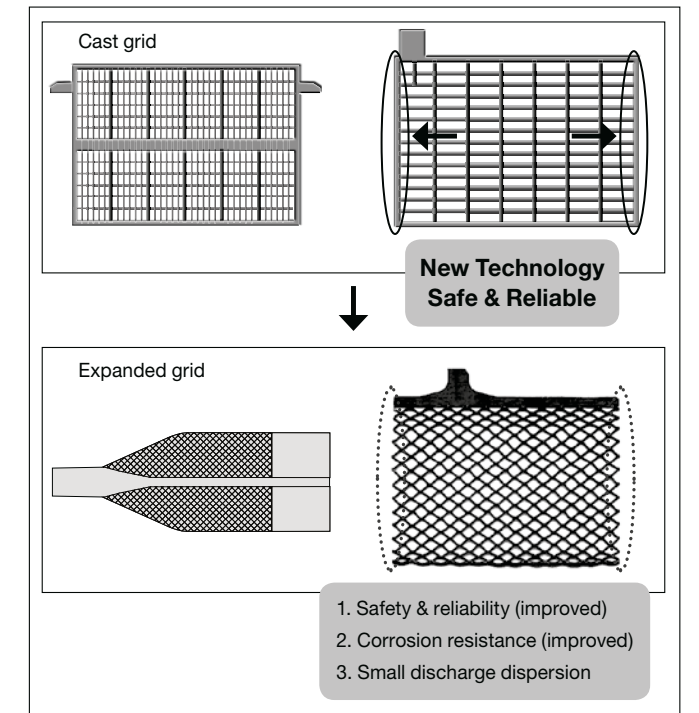 Cast grid
New Technology
Safe & Reliable
Expanded grid
1. Safety & reliability (improved)
2. Corrosion resistance (improved)
3. Small discharge dispersion